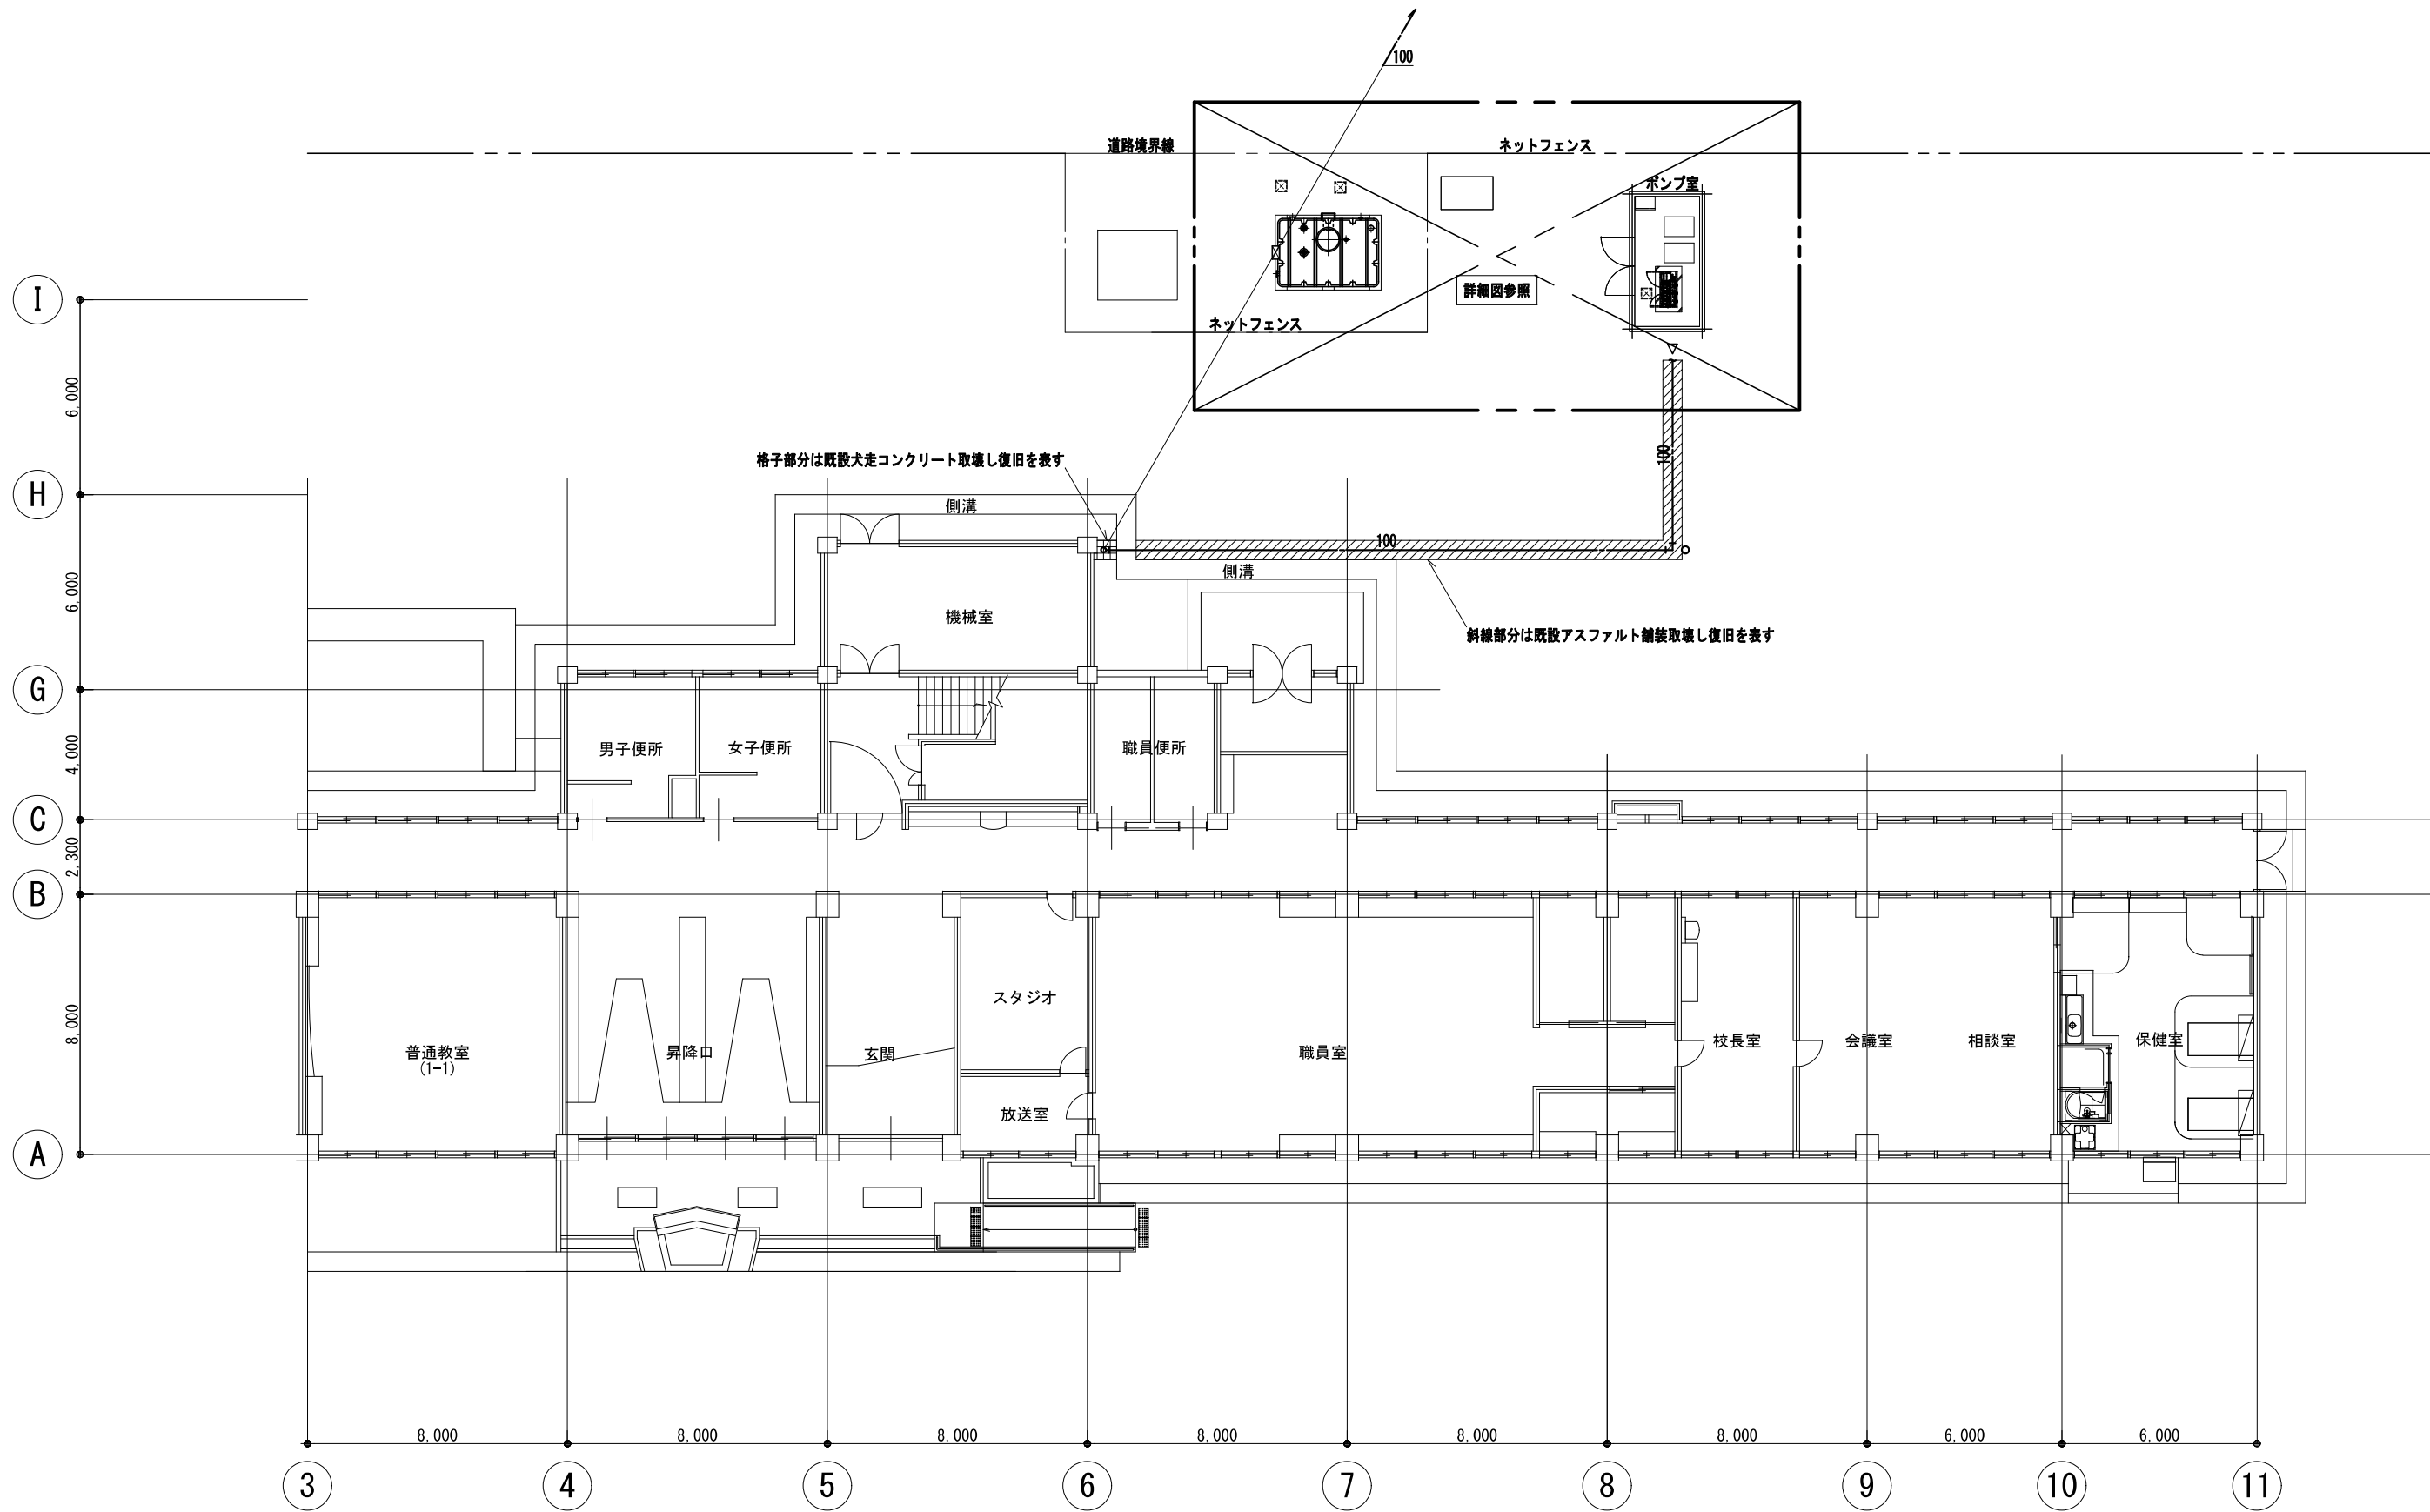 100
道路境界線
ネットフェンス
ポンプ室
詳細図参照
ネットフェンス
I
6,000
100
格子部分は既設犬走コンクリート取壊し復旧を表す
H
側溝
100
側溝
6,000
機械室
斜線部分は既設アスファルト舗装取壊し復旧を表す
G
4,000
男子便所
女子便所
職員便所
C
2,300
B
スタジオ
8,000
普通教室
(1-1)
昇降口
玄関
職員室
校長室
会議室
相談室
保健室
放送室
A
8,000
8,000
8,000
8,000
8,000
8,000
6,000
6,000
3
4
5
6
7
8
9
10
11